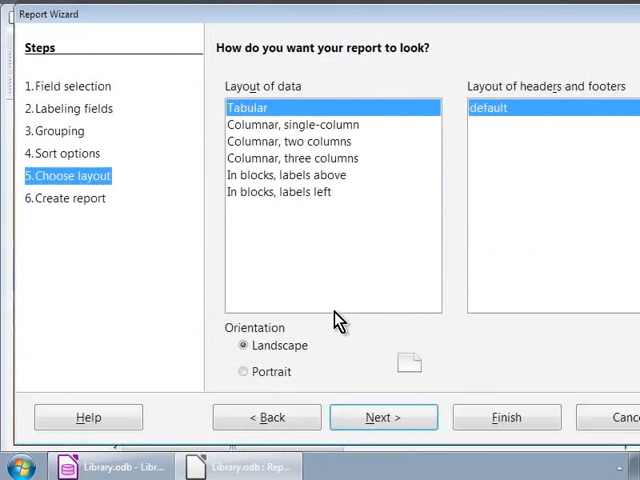 Report Wizard
Steps
1. Field selection
2. Labeling fields
3. Grouping
4. Sort options
5. Choose layout
6. Create report
How do you want your report to look?
Layout of data
Tabular
Columnar, single-column
Columnar, two columns
Columnar, three columns
In blocks, labels above
In blocks, labels left
Layout of headers and footers
default
Orientation
Landscape
Portrait
Help
< Back
Next >
Finish
Canc
Library.odb - Libr...
Library.odb : Rep...